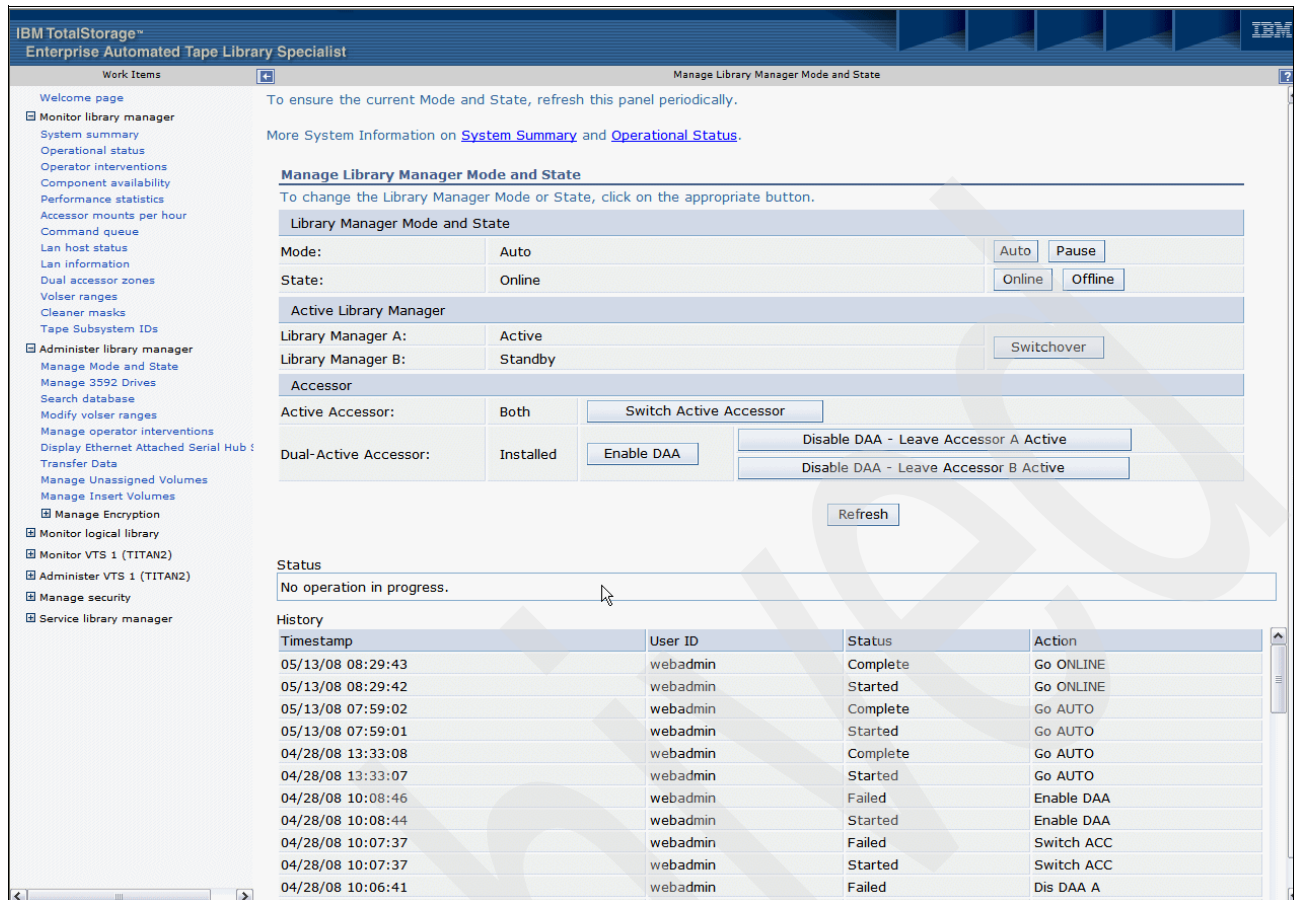 IBM TotalStorage™
Enterprise Automated Tape Library Specialist
IBM
Work Items
Manage Library Manager Mode and State
?
Welcome page
Monitor library manager
System summary
Operational status
Operator interventions
Component availability
Performance statistics
Accessor mounts per hour
Command queue
Lan host status
Lan information
Dual accessor zones
Volser ranges
Cleaner masks
Tape Subsystem IDs
Administer library manager
Manage Mode and State
Manage 3592 Drives
Search database
Modify volser ranges
Manage operator interventions
Display Ethernet Attached Serial Hub S
Transfer Data
Manage Unassigned Volumes
Manage Insert Volumes
Manage Encryption
Monitor logical library
Monitor VTS 1 (TITAN2)
Administer VTS 1 (TITAN2)
Manage security
Service library manager
To ensure the current Mode and State, refresh this panel periodically.
More System Information on System Summary and Operational Status.
Manage Library Manager Mode and State
To change the Library Manager Mode or State, click on the appropriate button.
Library Manager Mode and State
Mode: Auto Auto Pause
State: Online Online Offline
Active Library Manager
Library Manager A: Active
Library Manager B: Standby
Switchover
Accessor
Active Accessor: Both Switch Active Accessor
Dual-Active Accessor: Installed Enable DAA
Disable DAA - Leave Accessor A Active
Disable DAA - Leave Accessor B Active
Refresh
Status
No operation in progress.
History
Timestamp User ID Status Action
05/13/08 08:29:43 webadmin Complete Go ONLINE
05/13/08 08:29:42 webadmin Started Go ONLINE
05/13/08 07:59:02 webadmin Complete Go AUTO
05/13/08 07:59:01 webadmin Started Go AUTO
04/28/08 13:33:08 webadmin Complete Go AUTO
04/28/08 13:33:07 webadmin Started Go AUTO
04/28/08 10:08:46 webadmin Failed Enable DAA
04/28/08 10:08:44 webadmin Started Enable DAA
04/28/08 10:07:37 webadmin Failed Switch ACC
04/28/08 10:07:37 webadmin Started Switch ACC
04/28/08 10:06:41 webadmin Failed Dis DAA A